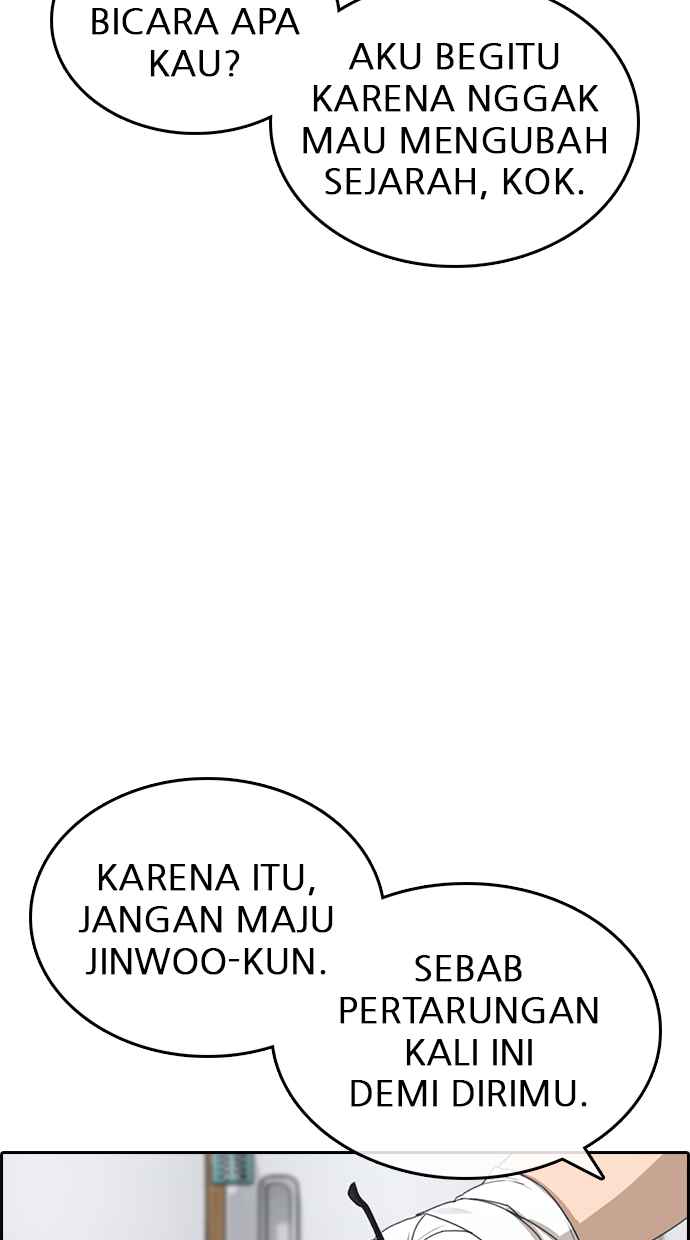 BICARA APA
KAU?
AKU BEGITU
KARENA NGGAK
MAU MENGUBAH
SEJARAH, KOK.
KARENA ITU,
JANGAN MAJU
JINWOO-KUN.
SEBAB
PERTARUNGAN
KALI INI
DEMI DIRIMU.